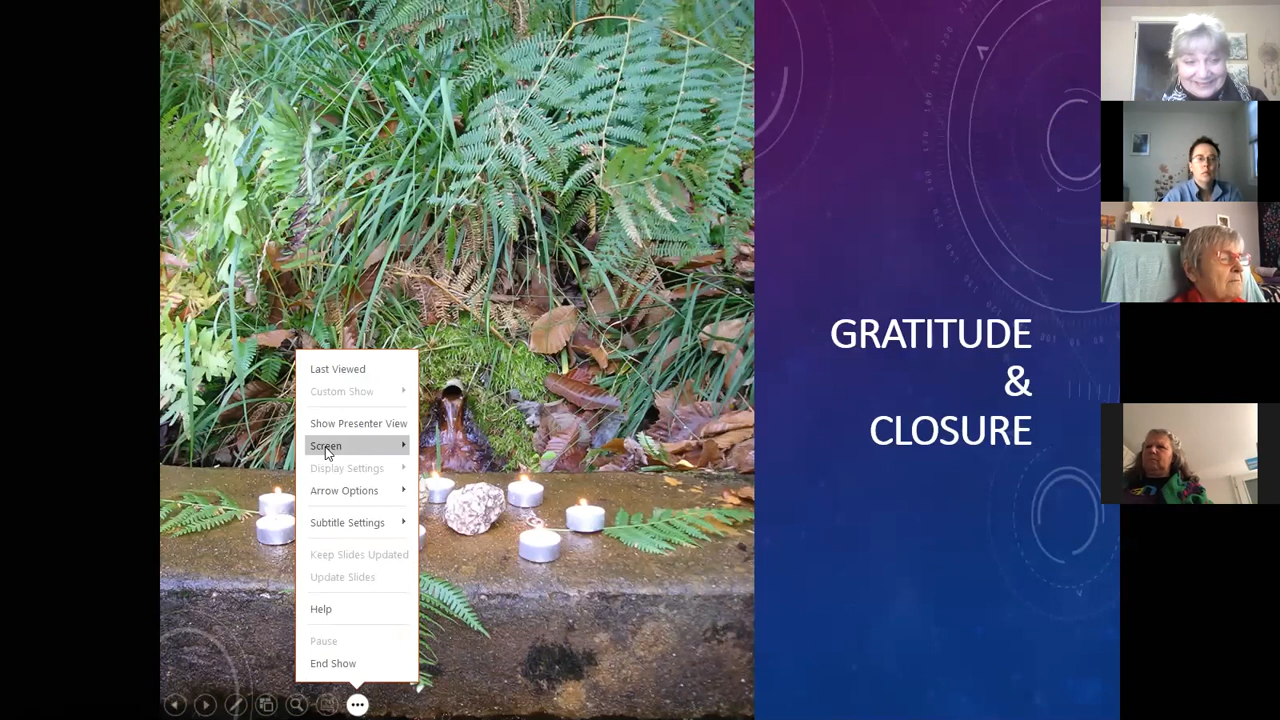 Last Viewed
Custom Show
Show Presenter View
Screen
Display Settings
Arrow Options
Subtitle Settings
Keep Slides Updated
Update Slides
Help
Pause
End Show
GRATITUDE
&
CLOSURE